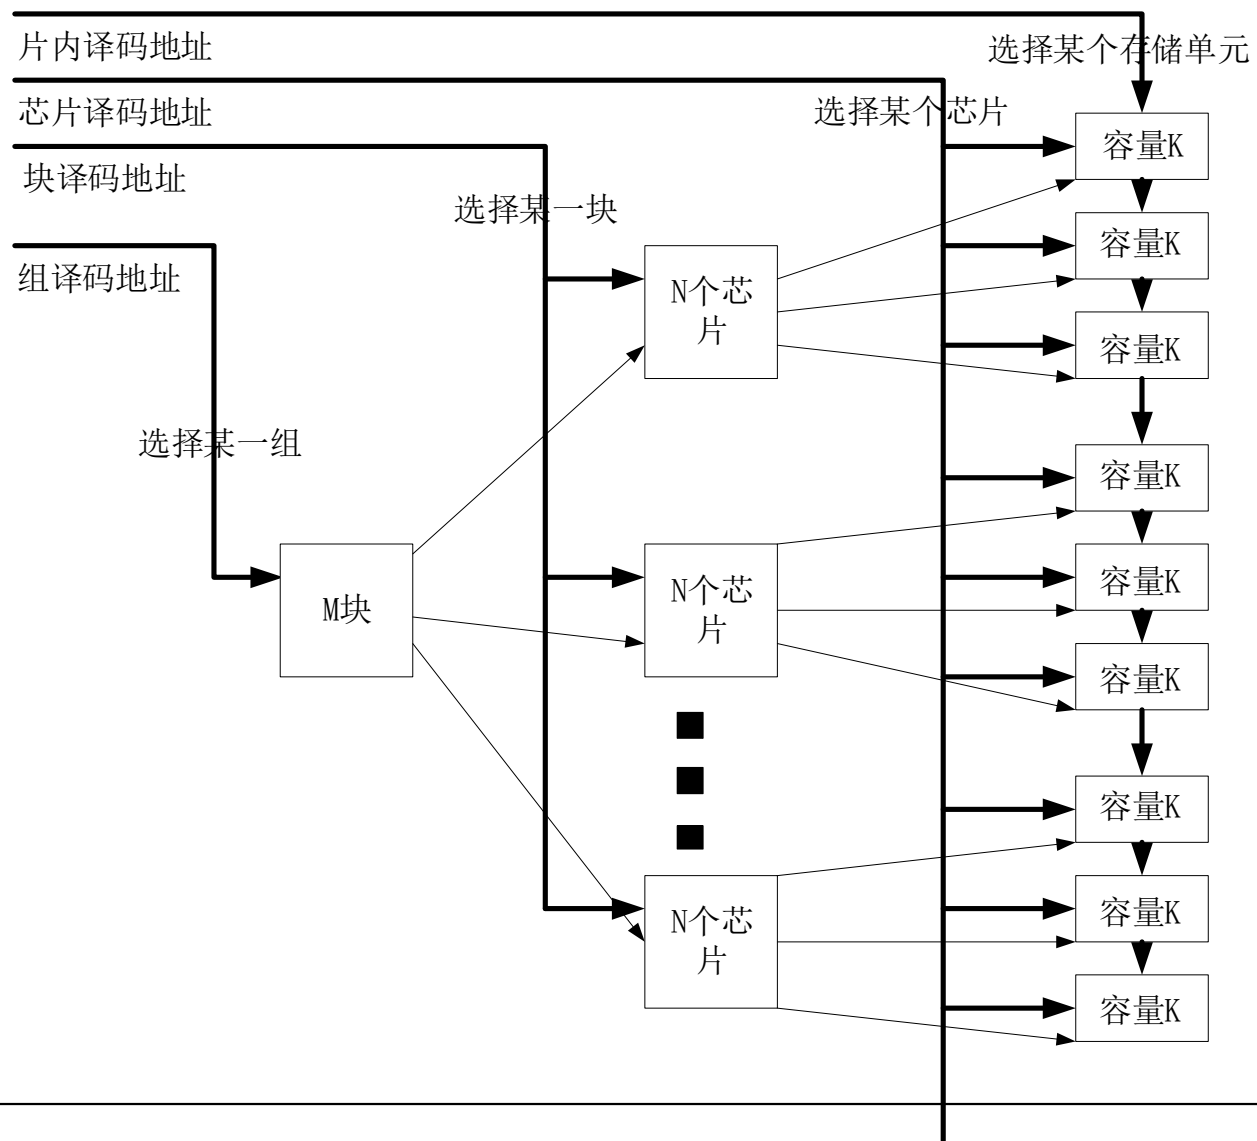 片内译码地址
选择某个存储单元
芯片译码地址
选择某个芯片
容量K
块译码地址
选择某一块
容量K
组译码地址
N个芯
片
容量K
选择某一组
容量K
M块
N个芯
片
容量K
容量K
容量K
N个芯
片
容量K
容量K